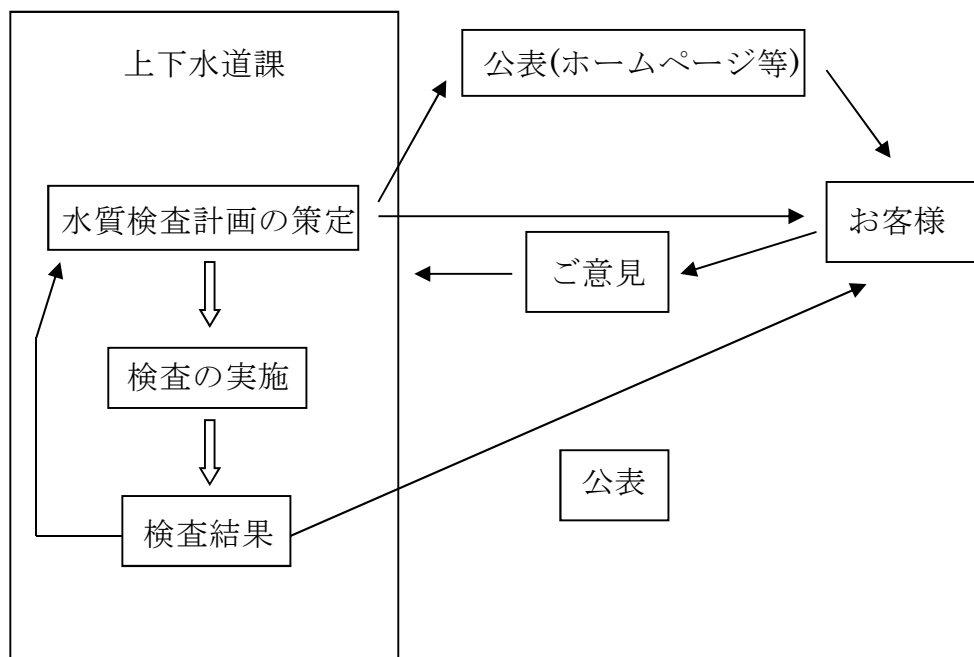 上下水道課
公表(ホームページ等)
水質検査計画の策定
お客様
ご意見
検査の実施
公表
検査結果